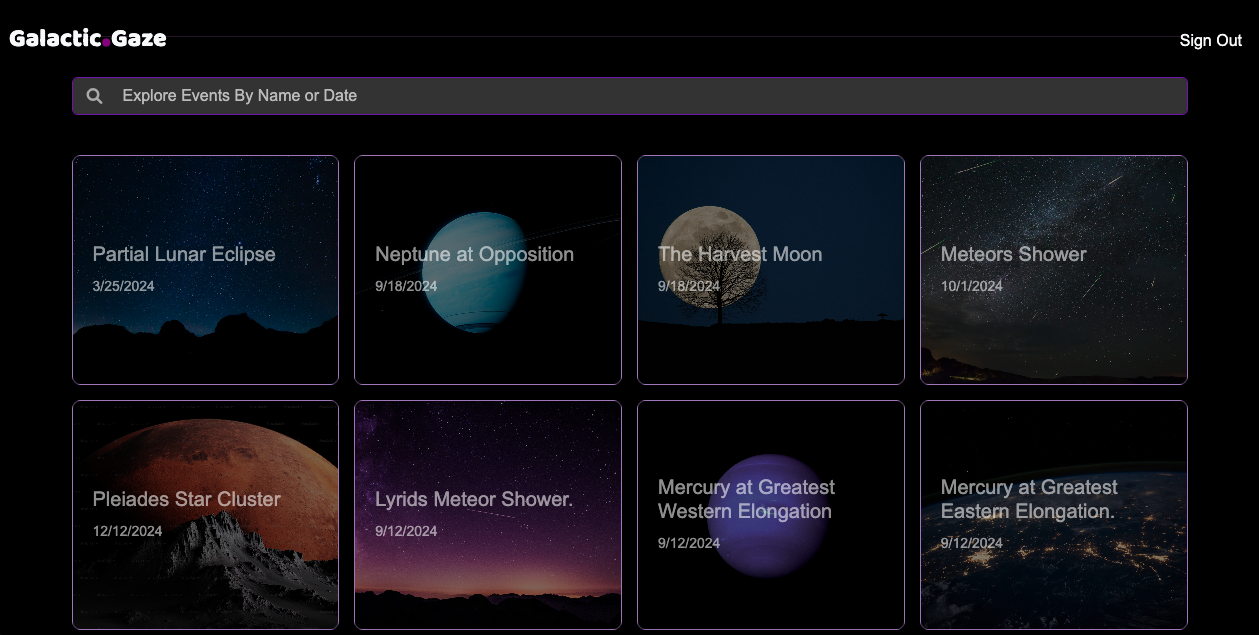 Galactic.Gaze
Sign Out
Explore Events By Name or Date
Partial Lunar Eclipse
3/25/2024
Neptune at Opposition
9/18/2024
The Harvest Moon
9/18/2024
Meteors Shower
10/1/2024
Pleiades Star Cluster
12/12/2024
Lyrids Meteor Shower.
9/12/2024
Mercury at Greatest
Western Elongation
9/12/2024
Mercury at Greatest
Eastern Elongation.
9/12/2024